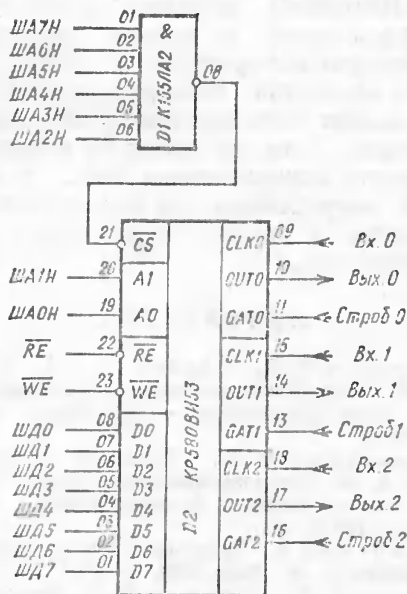 ША7Н 01 &
ША6Н 02
ША5Н 03
ША4Н 04
ША3Н 05
ША2Н 06
D1 К155ЛА2
08
21 CS CLK0 09 Вх.0
ША1Н 20 A1 OUT0 10 Вых.0
ША0Н 19 A0 GAT0 11 Строб 0
RE 22 RE CLK1 15 Вх.1
WE 23 WE OUT1 14 Вых.1
GAT1 13 Строб1
ШД0 08 D0 CLK2 18 Вх.2
ШД1 07 D1
ШД2 06 D2 OUT2 17 Вых.2
ШД3 05 D3
ШД4 04 D4 GAT2 16 Строб 2
ШД5 03 D5
ШД6 02 D6
ШД7 01 D7
D2 КР580ВИ53